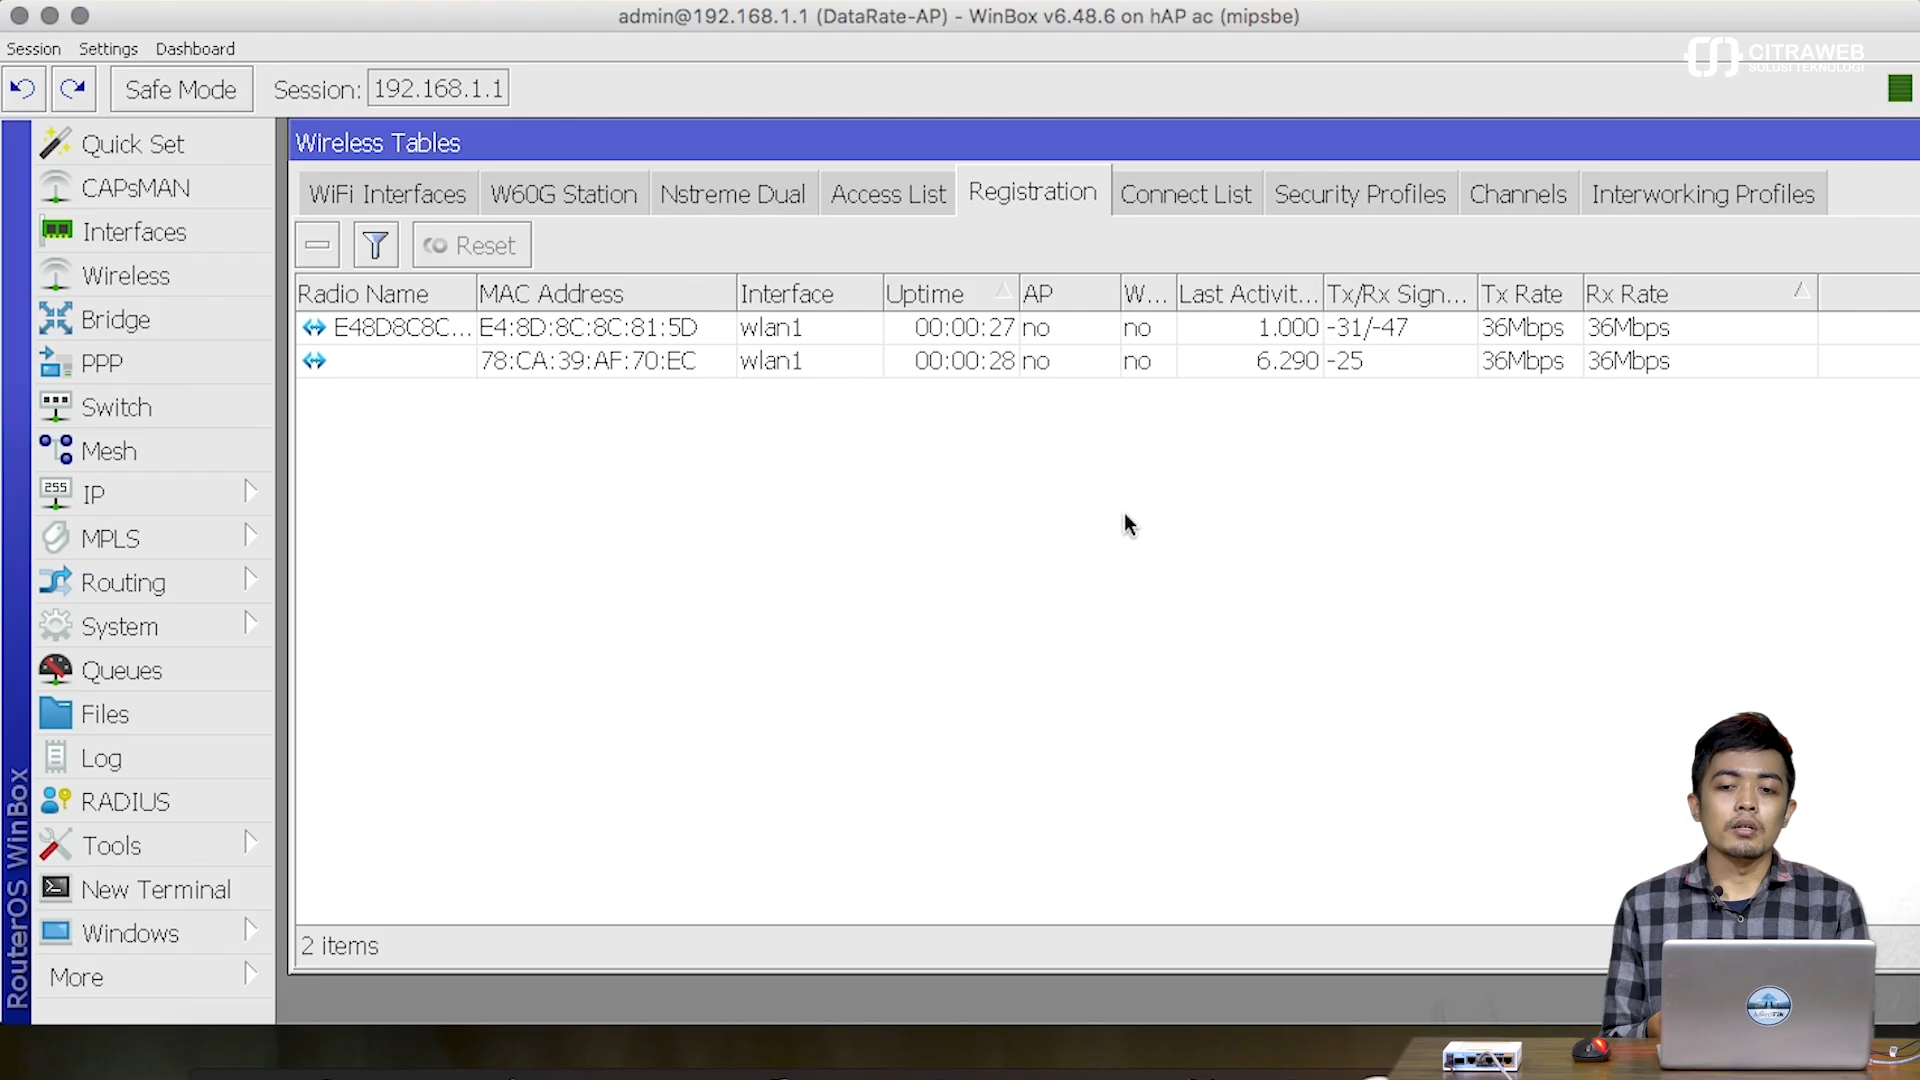 admin@192.168.1.1 (DataRate-AP) - WinBox v6.48.6 on hAP ac (mipsbe)
Session Settings Dashboard
CITRAWEB
SOLUSI TEKNOLOGI
Safe Mode Session: 192.168.1.1
Wireless Tables
WiFi Interfaces W60G Station Nstreme Dual Access List Registration Connect List Security Profiles Channels Interworking Profiles
Reset
Radio Name MAC Address Interface Uptime AP W... Last Activit... Tx/Rx Sign... Tx Rate Rx Rate
E48D8C8C... E4:8D:8C:8C:81:5D wlan1 00:00:27 no no 1.000 -31/-47 36Mbps 36Mbps
78:CA:39:AF:70:EC wlan1 00:00:28 no no 6.290 -25 36Mbps 36Mbps
2 items
Quick Set
CAPsMAN
Interfaces
Wireless
Bridge
PPP
Switch
Mesh
255
IP
MPLS
Routing
System
Queues
Files
Log
RADIUS
Tools
New Terminal
Windows
More
RouterOS WinBox
MikroTik